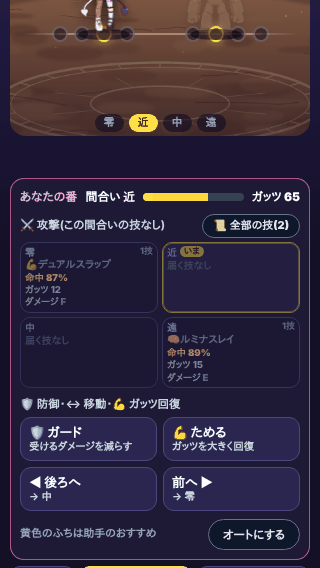 零 近 中 遠
あなたの番 間合い 近 ガッツ 65
⚔️ 攻撃(この間合いの技なし) 📜 全部の技(2)
零 1技
💪デュアルスラップ
命中 87%
ガッツ 12
ダメージ F
近 いま
届く技なし
中
届く技なし
遠 1技
🧠ルミナスレイ
命中 89%
ガッツ 15
ダメージ E
🛡️ 防御・↔ 移動・💪 ガッツ回復
🛡️ ガード
受けるダメージを減らす
💪 ためる
ガッツを大きく回復
◀ 後ろへ
→ 中
前へ ▶
→ 零
黄色のふちは助手のおすすめ オートにする